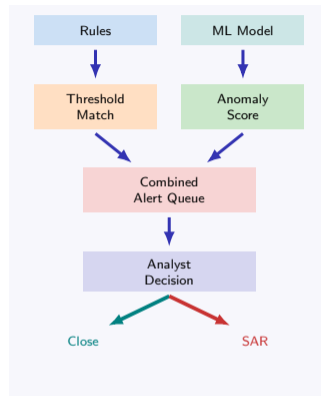 Rules
ML Model
Threshold
Match
Anomaly
Score
Combined
Alert Queue
Analyst
Decision
Close
SAR